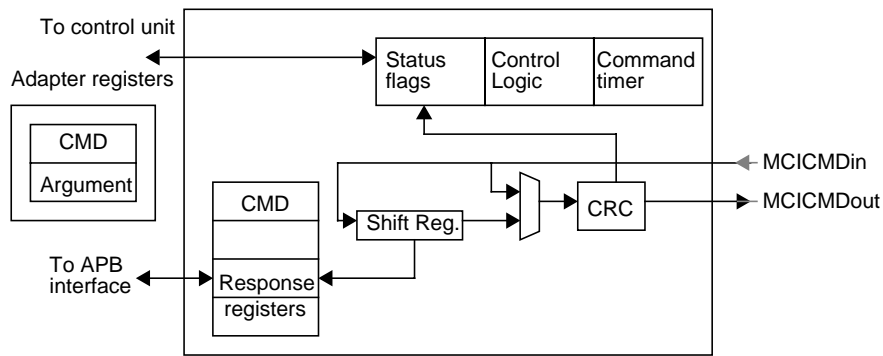 To control unit
Adapter registers
CMD
Argument
Status flags
Control Logic
Command timer
MCICMDin
MCICMDout
CMD
Shift Reg.
CRC
To APB interface
Response
registers